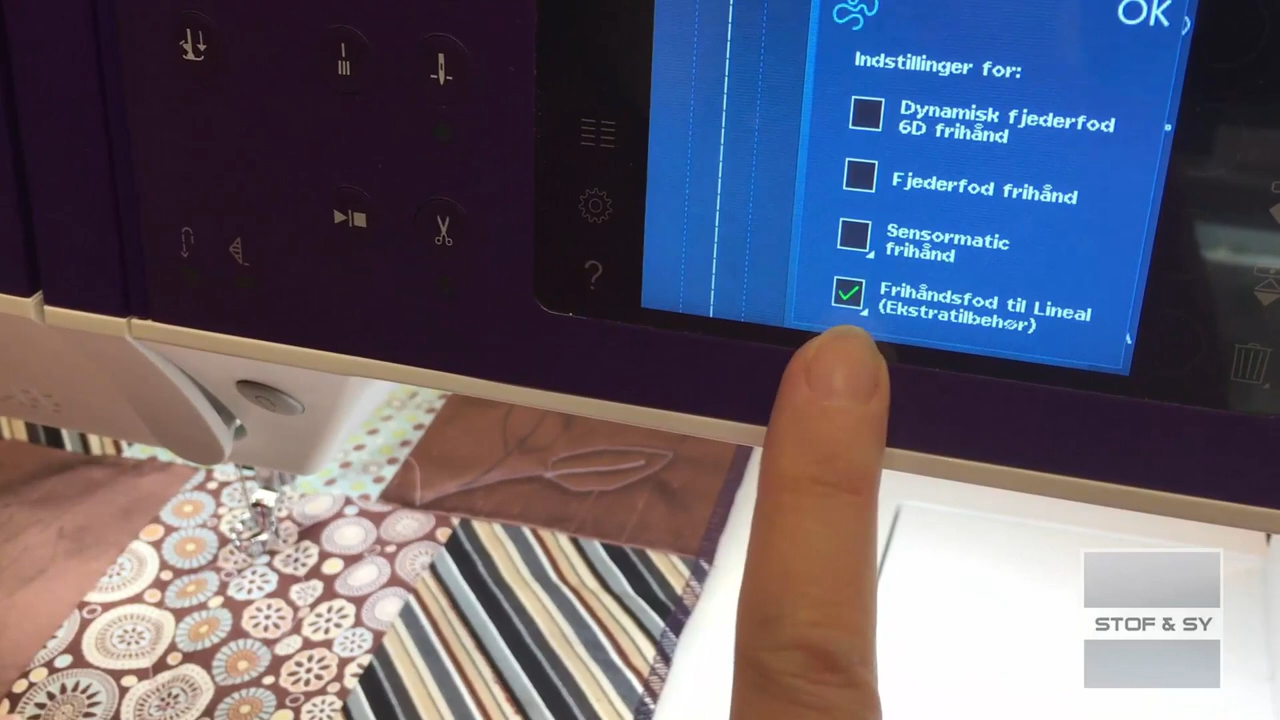 OK
Indstillinger for:
Dynamisk fjederfod
6D frihånd
Fjederfod frihånd
Sensormatic
frihånd
Frihåndsfod til Lineal
(Ekstratilbehør)
?
STOF & SY